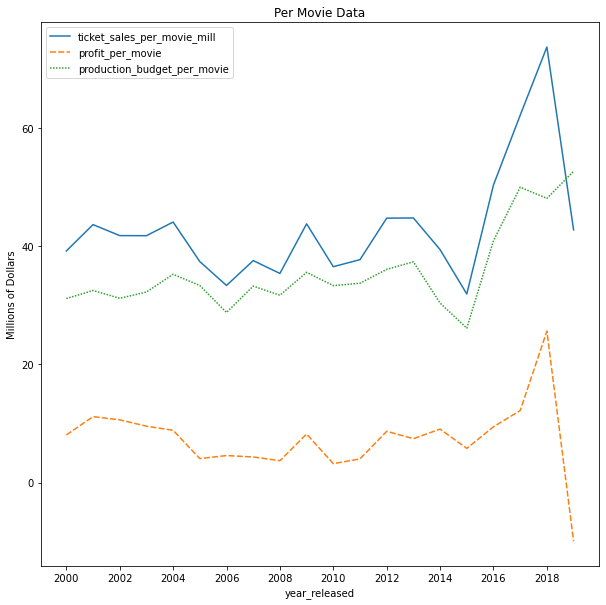 Per Movie Data
ticket_sales_per_movie_mill
profit_per_movie
production_budget_per_movie
60
40
20
0
Millions of Dollars
2000 2002 2004 2006 2008 2010 2012 2014 2016 2018
year_released